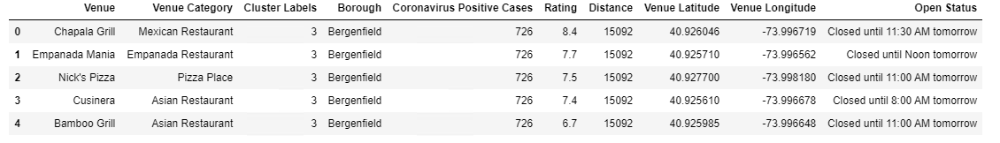 Venue Venue Category Cluster Labels Borough Coronavirus Positive Cases Rating Distance Venue Latitude Venue Longitude Open Status
0 Chapala Grill Mexican Restaurant 3 Bergenfield 726 8.4 15092 40.926046 -73.996719 Closed until 11:30 AM tomorrow
1 Empanada Mania Empanada Restaurant 3 Bergenfield 726 7.7 15092 40.925710 -73.996562 Closed until Noon tomorrow
2 Nick's Pizza Pizza Place 3 Bergenfield 726 7.5 15092 40.927700 -73.998180 Closed until 11:00 AM tomorrow
3 Cusinera Asian Restaurant 3 Bergenfield 726 7.4 15092 40.925610 -73.996678 Closed until 8:00 AM tomorrow
4 Bamboo Grill Asian Restaurant 3 Bergenfield 726 6.7 15092 40.925985 -73.996648 Closed until 11:00 AM tomorrow